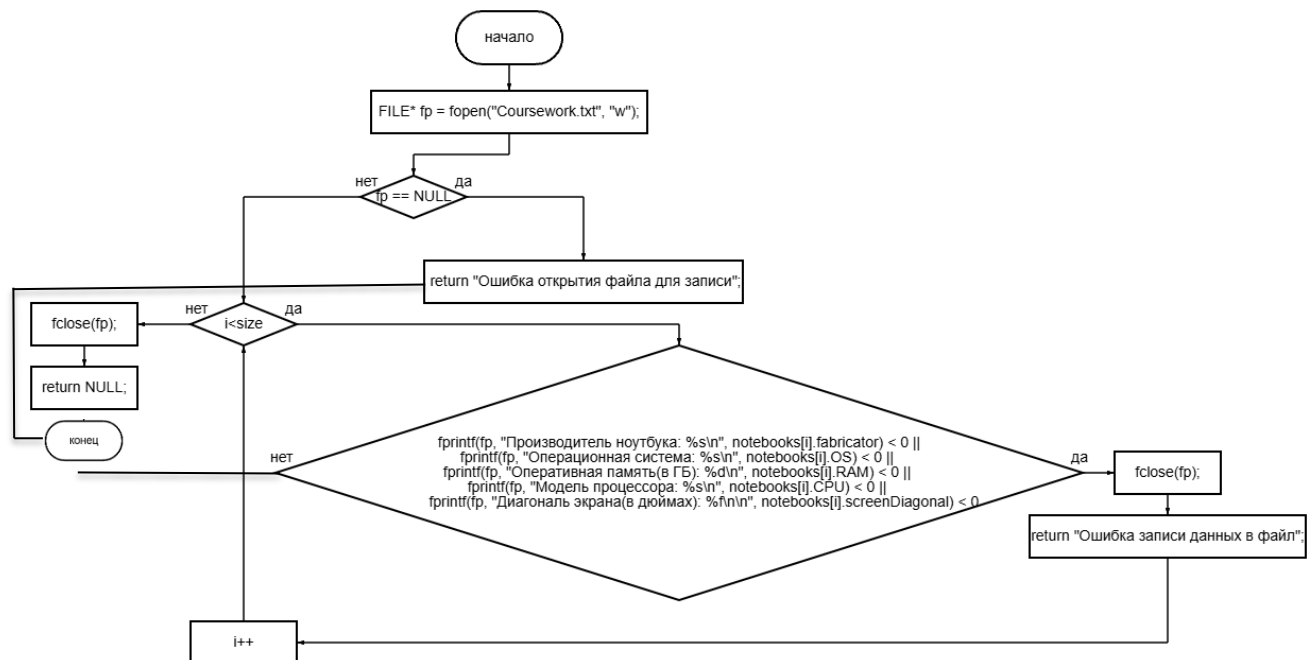 начало
FILE* fp = fopen("Coursework.txt", "w");
нет
да
fp == NULL
return "Ошибка открытия файла для записи";
нет
да
fclose(fp);
i<size
return NULL;
конец
нет
да
fprintf(fp, "Производитель ноутбука: %s\n", notebooks[i].fabricator) < 0 ||
fprintf(fp, "Операционная система: %s\n", notebooks[i].OS) < 0 ||
fprintf(fp, "Оперативная память(в ГБ): %d\n", notebooks[i].RAM) < 0 ||
fprintf(fp, "Модель процессора: %s\n", notebooks[i].CPU) < 0 ||
fprintf(fp, "Диагональ экрана(в дюймах): %f\n\n", notebooks[i].screenDiagonal) < 0
fclose(fp);
return "Ошибка записи данных в файл";
i++